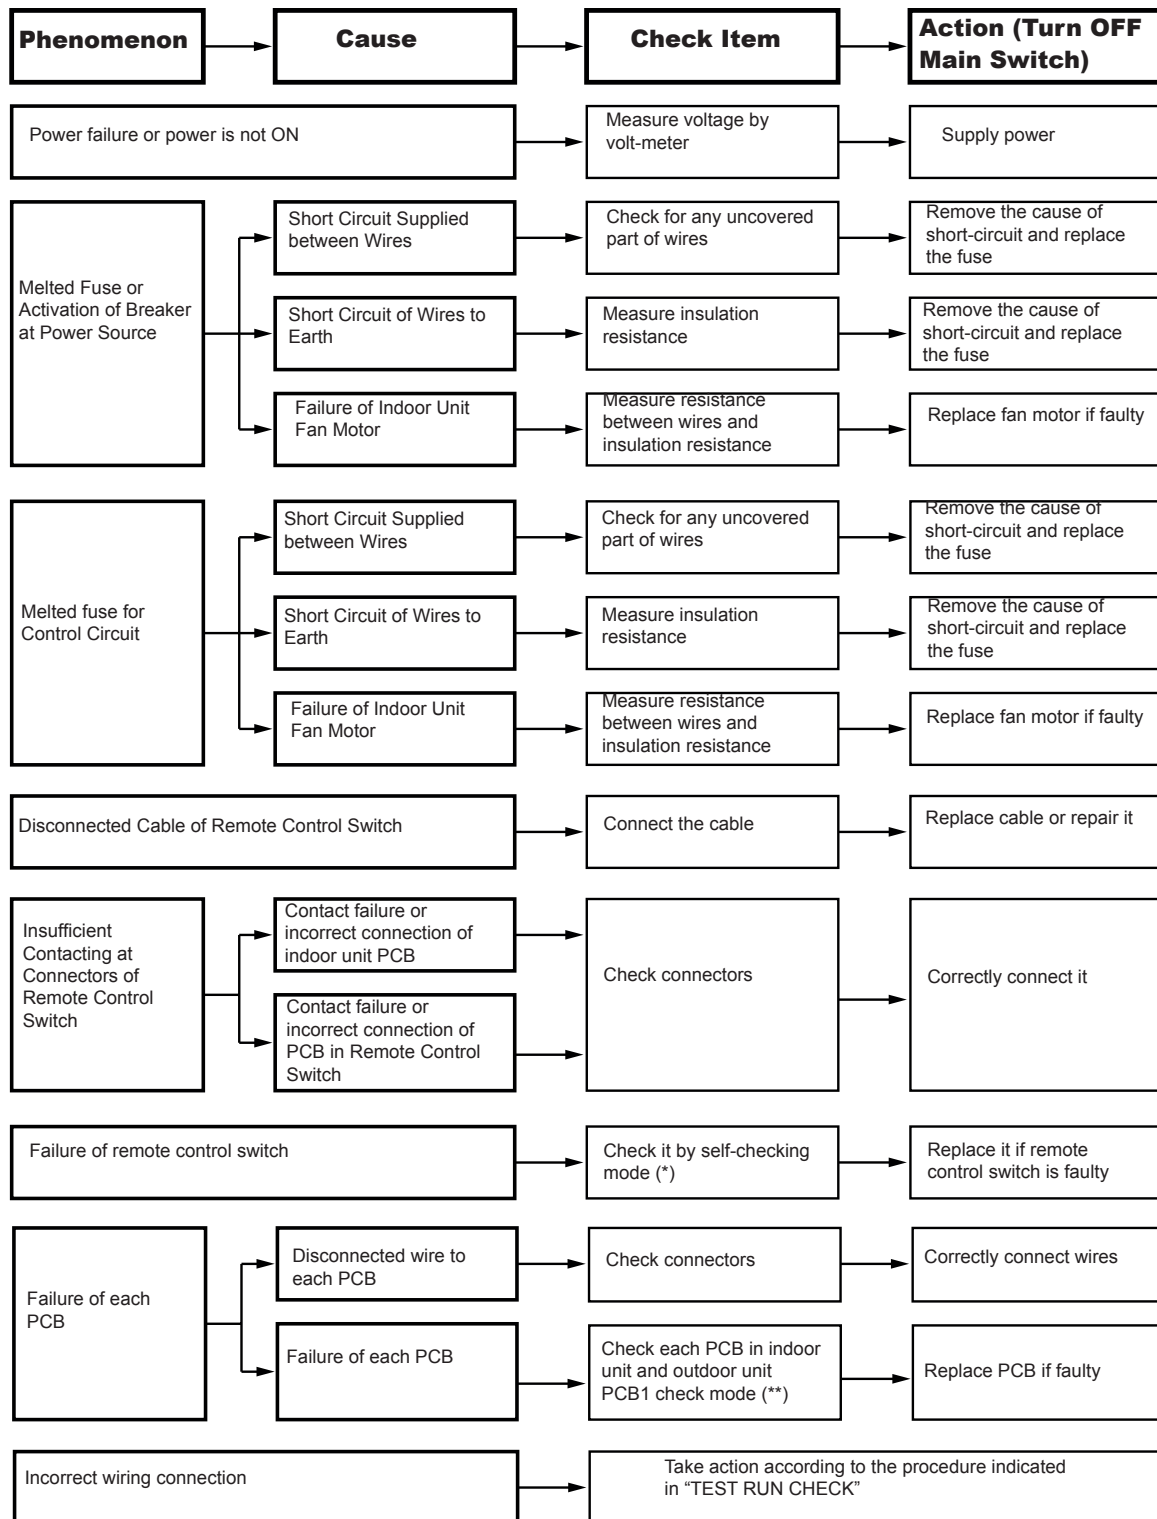 Phenomenon
Cause
Check Item
Action (Turn OFF
Main Switch)
Power failure or power is not ON
Measure voltage by
volt-meter
Supply power
Melted Fuse or
Activation of Breaker
at Power Source
Short Circuit Supplied
between Wires
Check for any uncovered
part of wires
Remove the cause of
short-circuit and replace
the fuse
Short Circuit of Wires to
Earth
Measure insulation
resistance
Remove the cause of
short-circuit and replace
the fuse
Failure of Indoor Unit
Fan Motor
Measure resistance
between wires and
insulation resistance
Replace fan motor if faulty
Melted fuse for
Control Circuit
Short Circuit Supplied
between Wires
Check for any uncovered
part of wires
Remove the cause of
short-circuit and replace
the fuse
Short Circuit of Wires to
Earth
Measure insulation
resistance
Remove the cause of
short-circuit and replace
the fuse
Failure of Indoor Unit
Fan Motor
Measure resistance
between wires and
insulation resistance
Replace fan motor if faulty
Disconnected Cable of Remote Control Switch
Connect the cable
Replace cable or repair it
Insufficient
Contacting at
Connectors of
Remote Control
Switch
Contact failure or
incorrect connection of
indoor unit PCB
Contact failure or
incorrect connection of
PCB in Remote Control
Switch
Check connectors
Correctly connect it
Failure of remote control switch
Check it by self-checking
mode (*)
Replace it if remote
control switch is faulty
Failure of each
PCB
Disconnected wire to
each PCB
Check connectors
Correctly connect wires
Failure of each PCB
Check each PCB in indoor
unit and outdoor unit
PCB1 check mode (**)
Replace PCB if faulty
Incorrect wiring connection
Take action according to the procedure indicated
in “TEST RUN CHECK”